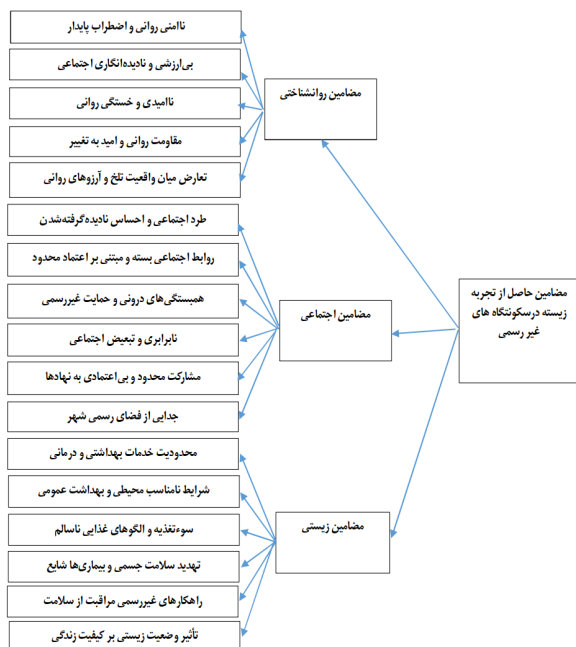 مضامین حاصل از تجربه
زیسته درسکونتگاه های
غیر رسمی
مضامین روانشناختی
ناامنی روانی و اضطراب پایدار
بی‌ارزشی و نادیده‌انگاری اجتماعی
ناامیدی و خستگی روانی
مقاومت روانی و امید به تغییر
تعارض میان واقعیت تلخ و آرزوهای روانی
مضامین اجتماعی
طرد اجتماعی و احساس نادیده‌گرفته‌شدن
روابط اجتماعی بسته و مبتنی بر اعتماد محدود
همبستگی‌های درونی و حمایت غیررسمی
نابرابری و تبعیض اجتماعی
مشارکت محدود و بی‌اعتمادی به نهادها
جدایی از فضای رسمی شهر
مضامین زیستی
محدودیت خدمات بهداشتی و درمانی
شرایط نامناسب محیطی و بهداشت عمومی
سوءتغذیه و الگوهای غذایی ناسالم
تهدید سلامت جسمی و بیماری‌ها شایع
راهکارهای غیررسمی مراقبت از سلامت
تأثیر وضعیت زیستی بر کیفیت زندگی